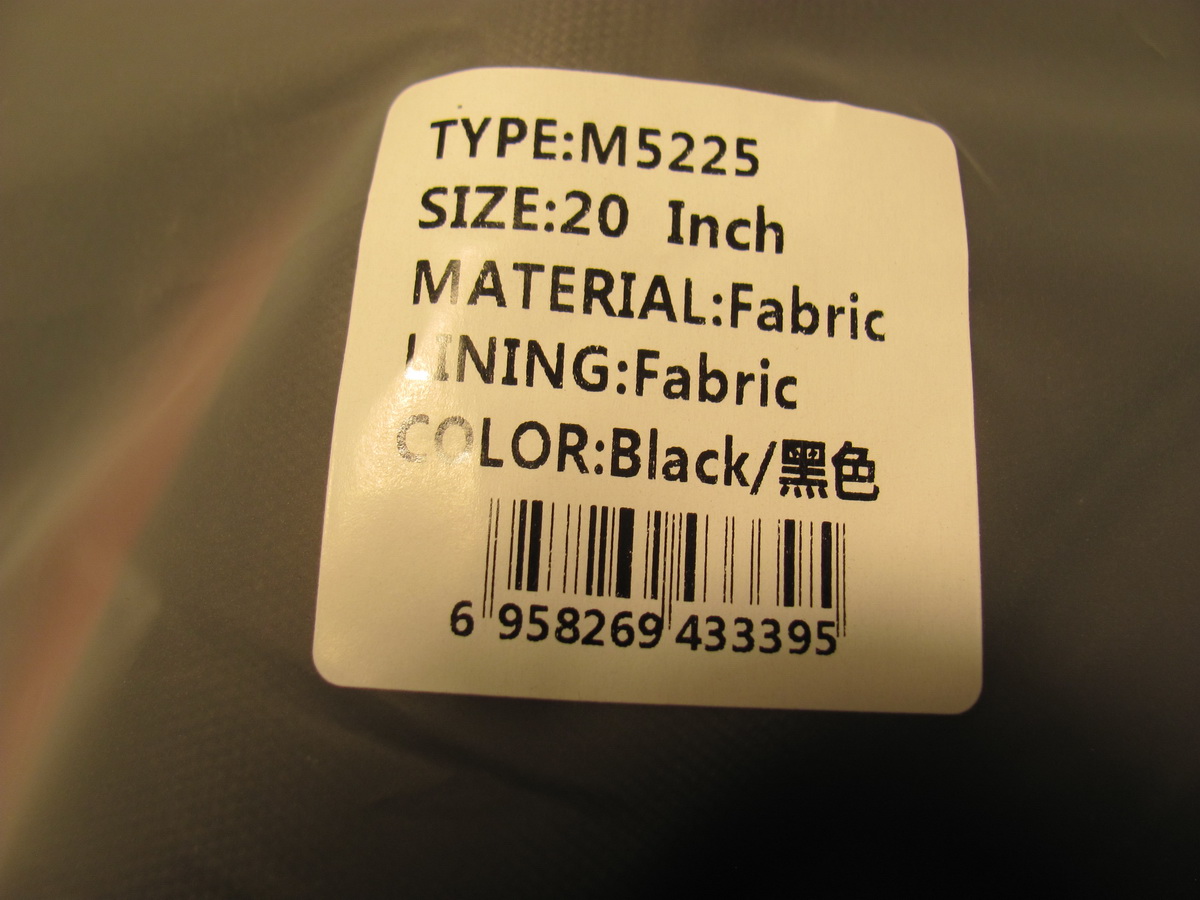 TYPE:M5225
SIZE:20 Inch
MATERIAL:Fabric
LINING:Fabric
COLOR:Black/黑色
6 958269 433395